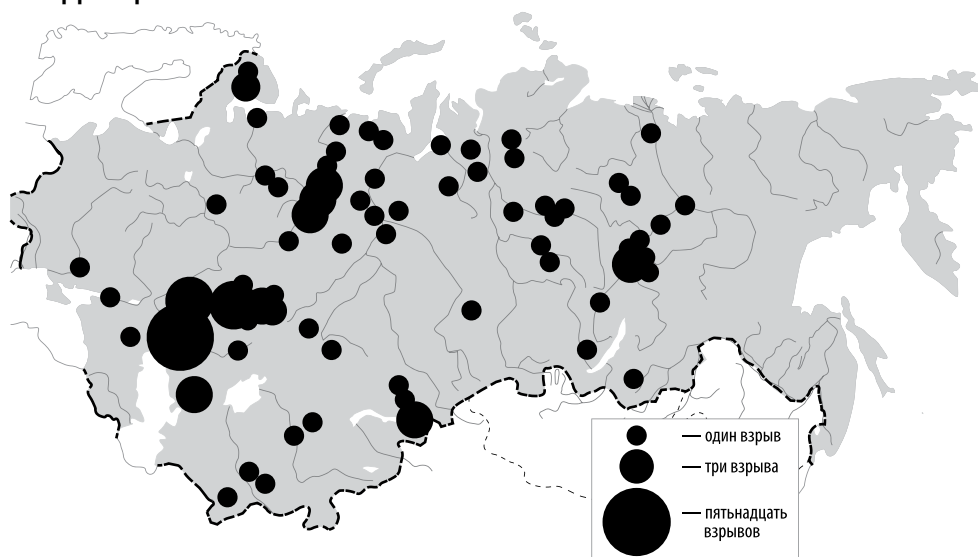 — один взрыв
— три взрыва
— пятьнадцать
взрывов